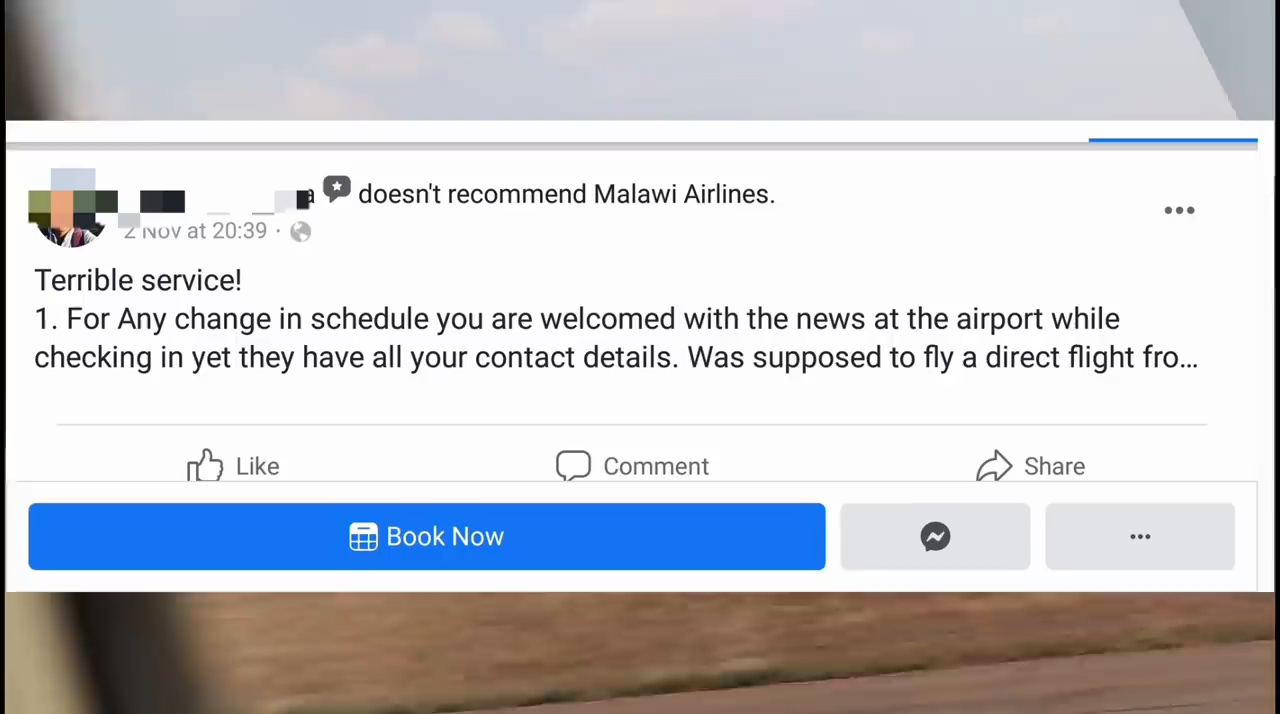 doesn't recommend Malawi Airlines.
2 Nov at 20:39 ·
Terrible service!
1. For Any change in schedule you are welcomed with the news at the airport while
checking in yet they have all your contact details. Was supposed to fly a direct flight fro...
Like
Comment
Share
Book Now